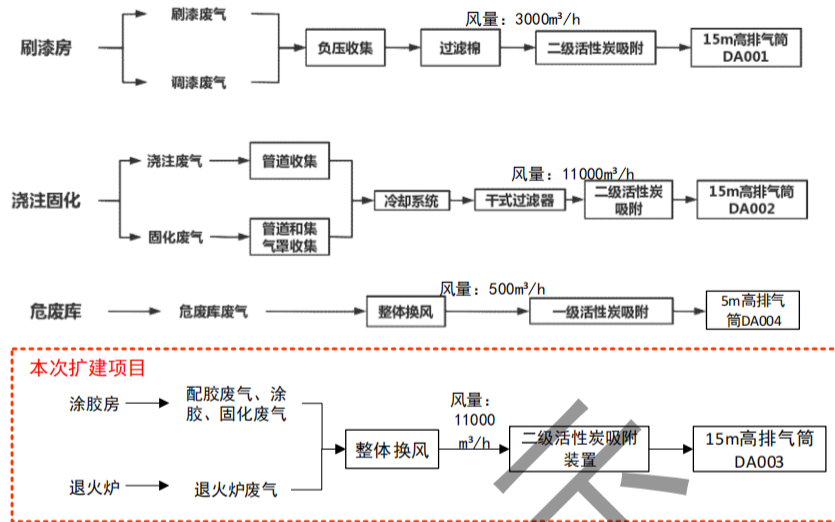 刷漆房
刷漆废气
调漆废气
负压收集
过滤棉
风量：3000m³/h
二级活性炭吸附
15m高排气筒
DA001
浇注固化
浇注废气
管道收集
固化废气
管道和集
气罩收集
冷却系统
干式过滤器
风量：11000m³/h
二级活性炭
吸附
15m高排气筒
DA002
危废库
危废库废气
整体换风
风量：500m³/h
一级活性炭吸附
5m高排气
筒DA004
本次扩建项目
涂胶房
配胶废气、涂
胶、固化废气
退火炉
退火炉废气
整体换风
风量：
11000
m³/h
二级活性炭吸附
装置
15m高排气筒
DA003